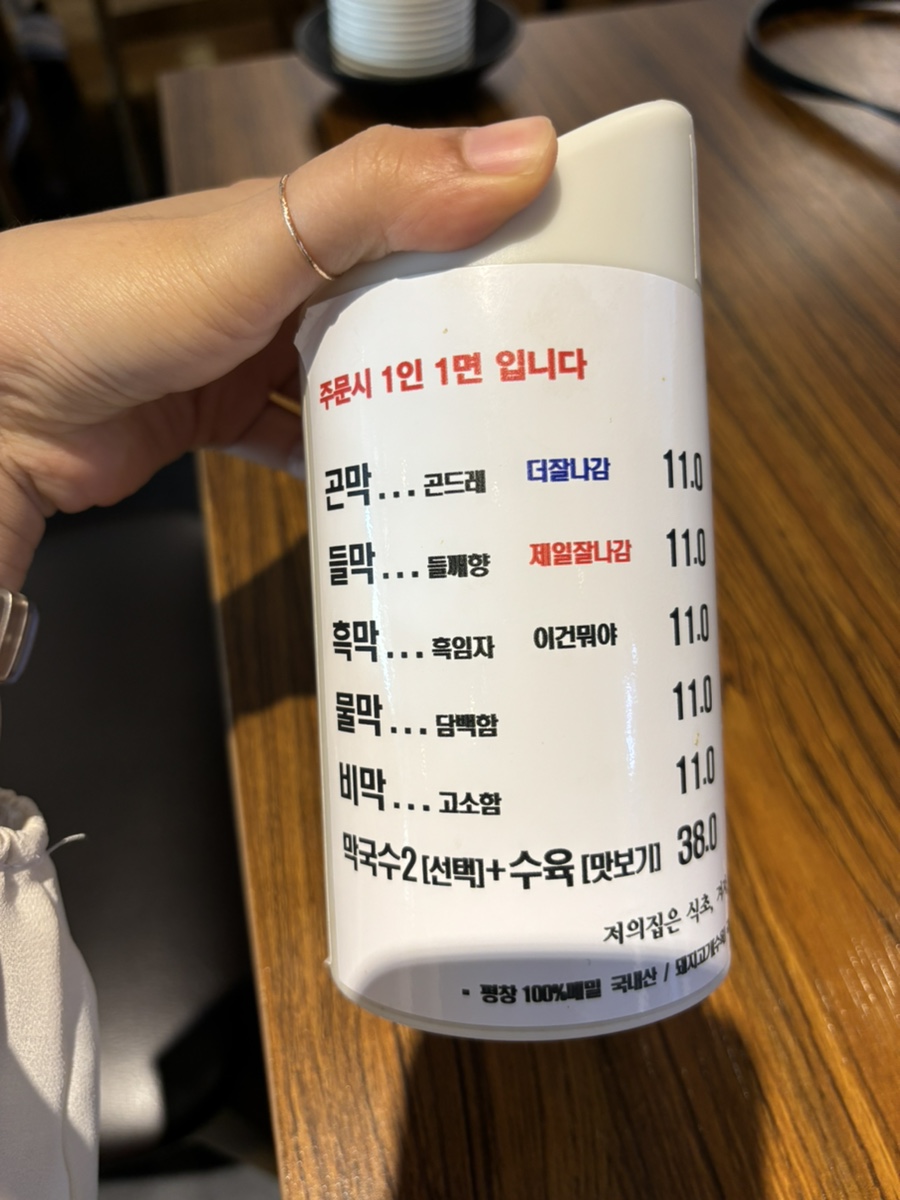 주문시 1인 1면 입니다
곤막... 곤드레 더잘나감 11.0
들막... 들깨향 제일잘나감 11.0
흑막... 흑임자 이건뭐야 11.0
물막... 담백함 11.0
비막... 고소함 11.0
막국수2 [선택]+수육 [맛보기] 38.0
저의집은 식초,
▪ 평창 100%메밀 국내산 / 돼지고기